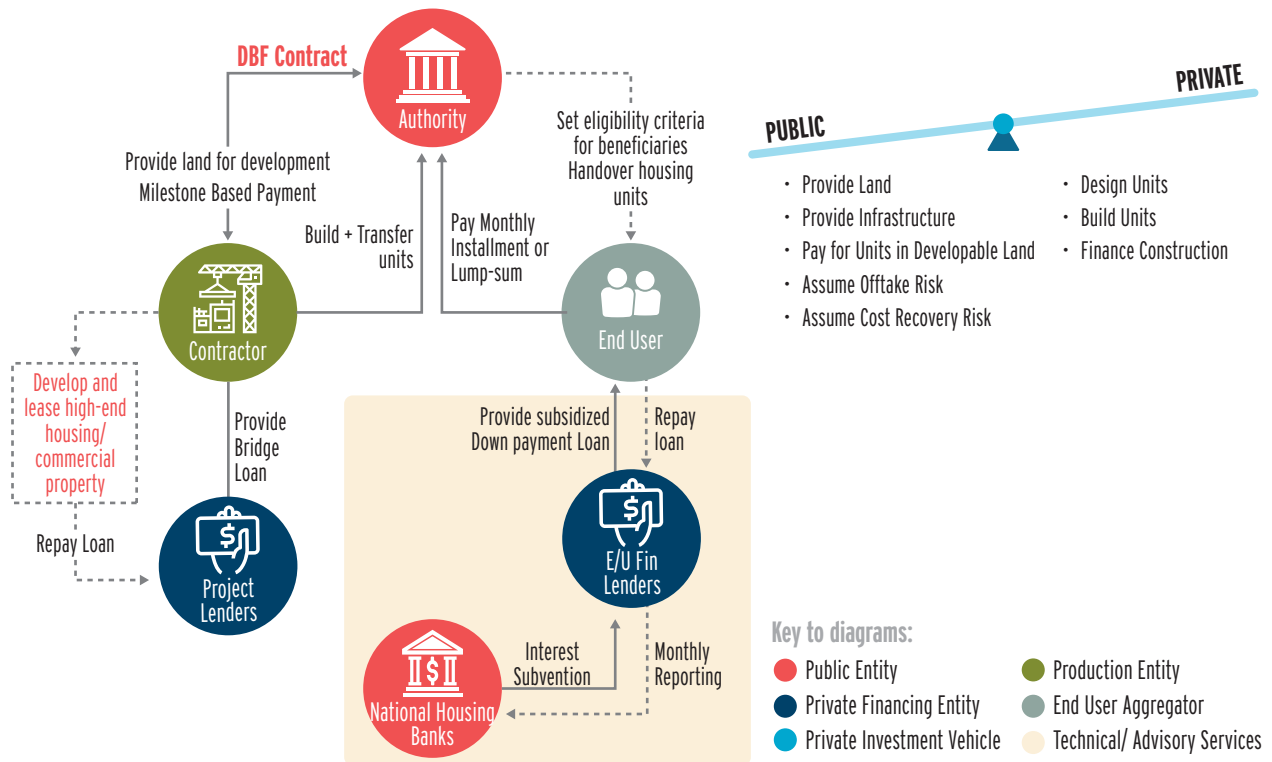 DBF Contract
Authority
Provide land for development
Milestone Based Payment
Set eligibility criteria
for beneficiaries
Handover housing
units
Build + Transfer
units
Pay Monthly
Installment or
Lump-sum
Contractor
End User
Develop and
lease high-end
housing/
commercial
property
Provide
Bridge
Loan
Repay Loan
Project
Lenders
Provide subsidized
Down payment Loan
Repay
loan
E/U Fin
Lenders
Interest
Subvention
Monthly
Reporting
National Housing
Banks
PUBLIC
PRIVATE
· Provide Land
· Provide Infrastructure
· Pay for Units in Developable Land
· Assume Offtake Risk
· Assume Cost Recovery Risk
· Design Units
· Build Units
· Finance Construction
Key to diagrams:
Public Entity
Private Financing Entity
Private Investment Vehicle
Production Entity
End User Aggregator
Technical/ Advisory Services